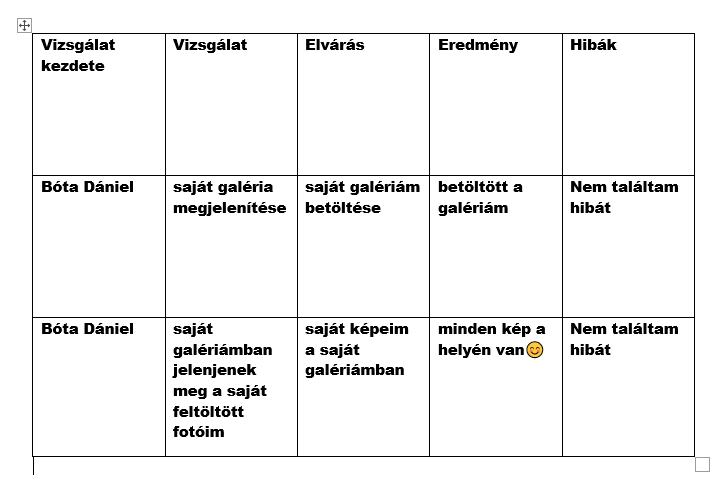 Vizsgálat kezdete
Vizsgálat
Elvárás
Eredmény
Hibák
Bóta Dániel
saját galéria
megjelenítése
saját galériám
betöltése
betöltött a
galériám
Nem találtam
hibát
Bóta Dániel
saját
galériámban
jelenjenek
meg a saját
feltöltött
fotóim
saját képeim
a saját
galériámban
minden kép a
helyén van😊
Nem találtam
hibát